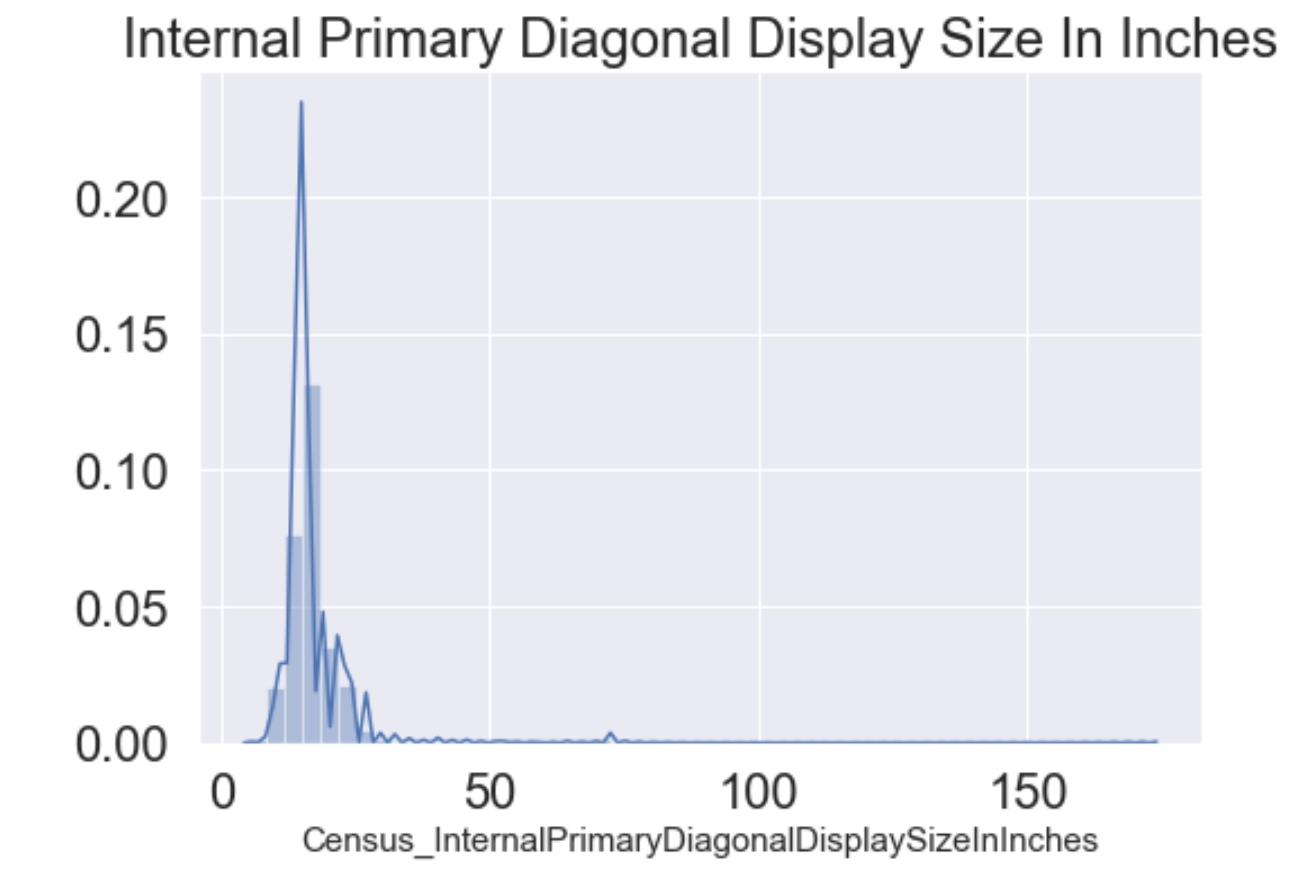 Internal Primary Diagonal Display Size In Inches
0.20
0.15
0.10
0.05
0.00
0 50 100 150
Census_InternalPrimaryDiagonalDisplaySizeInInches